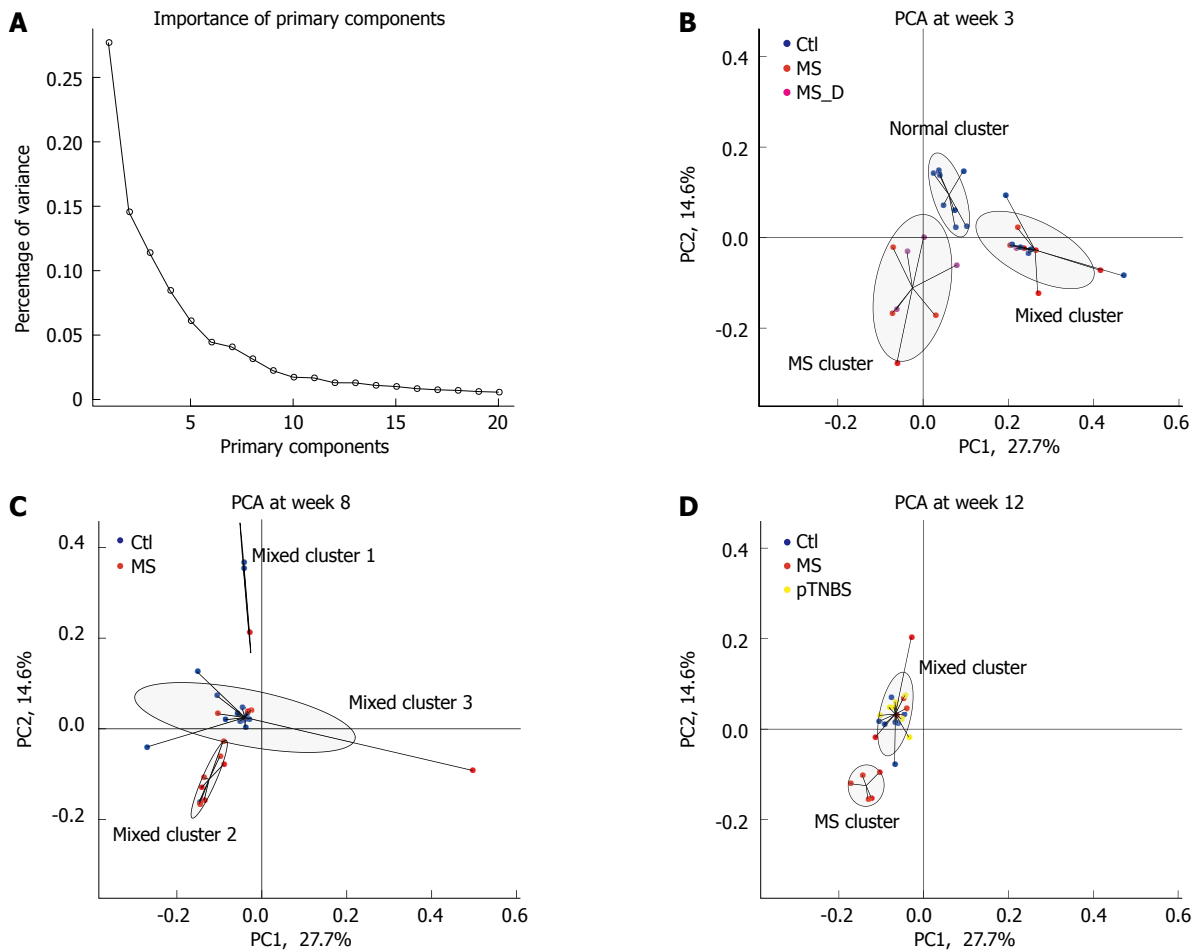 A
Importance of primary components
Percentage of variance
0.25
0.20
0.15
0.10
0.05
0
5
10
15
20
Primary components
B
PCA at week 3
Ctl
MS
MS_D
Normal cluster
Mixed cluster
MS cluster
PC2, 14.6%
0.4
0.2
0.0
-0.2
-0.2
0.0
0.2
0.4
0.6
PC1, 27.7%
C
PCA at week 8
Ctl
MS
Mixed cluster 1
Mixed cluster 3
Mixed cluster 2
PC2, 14.6%
0.4
0.2
0.0
-0.2
-0.2
0.0
0.2
0.4
0.6
PC1, 27.7%
D
PCA at week 12
Ctl
MS
pTNBS
Mixed cluster
MS cluster
PC2, 14.6%
0.4
0.2
0.0
-0.2
-0.2
0.0
0.2
0.4
0.6
PC1, 27.7%